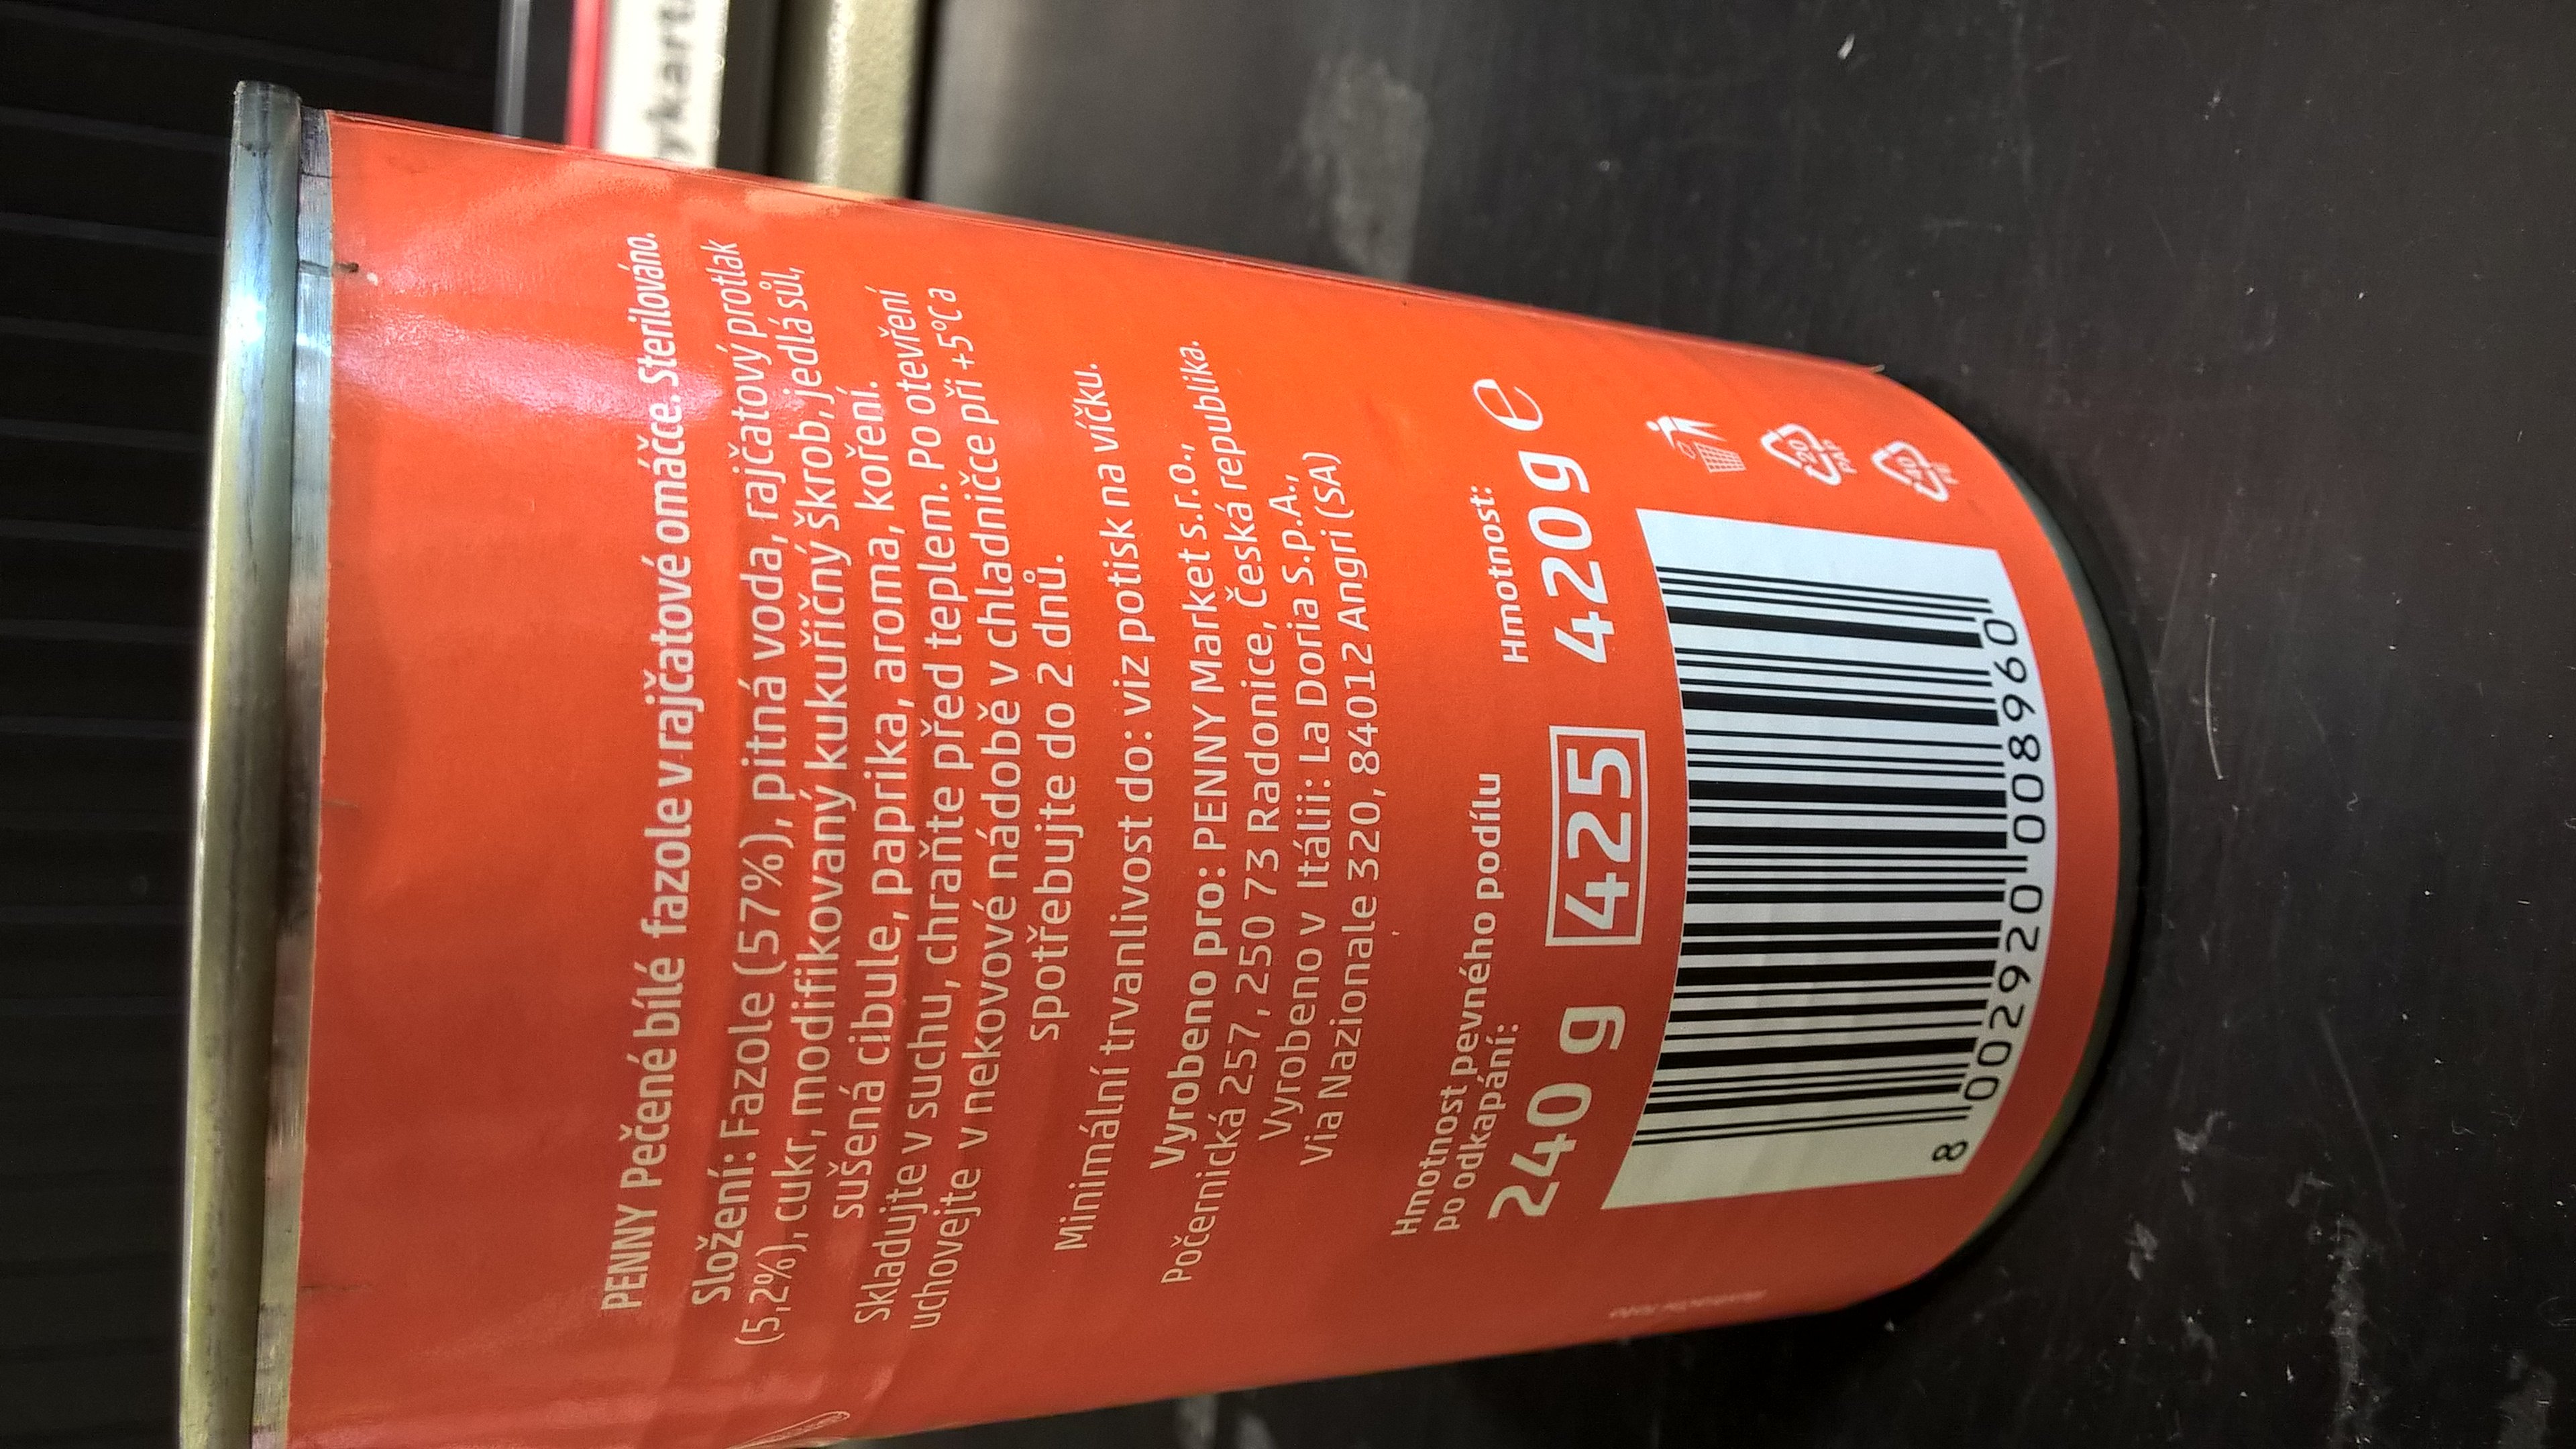 PENNY Pečené bílé fazole v rajčatové omáčce. Sterilováno.
Složení: Fazole (57%), pitná voda, rajčatový protlak
(5,2%), cukr, modifikovaný kukuřičný škrob, jedlá sůl,
sušená cibule, paprika, aroma, koření.
Skladujte v suchu, chraňte před teplem. Po otevření
uchovejte v nekovové nádobě v chladničce při +5°C a
spotřebujte do 2 dnů.
Minimální trvanlivost do: viz potisk na víčku.
Vyrobeno pro: PENNY Market s.r.o.,
Počernická 257, 250 73 Radonice, Česká republika.
Vyrobeno v Itálii: La Doria S.p.A.,
Via Nazionale 320, 84012 Angri (SA)
Hmotnost pevného podílu
po odkapání:
Hmotnost:
240 g 425 420 g e
20
PAP
40
8 002920 008960